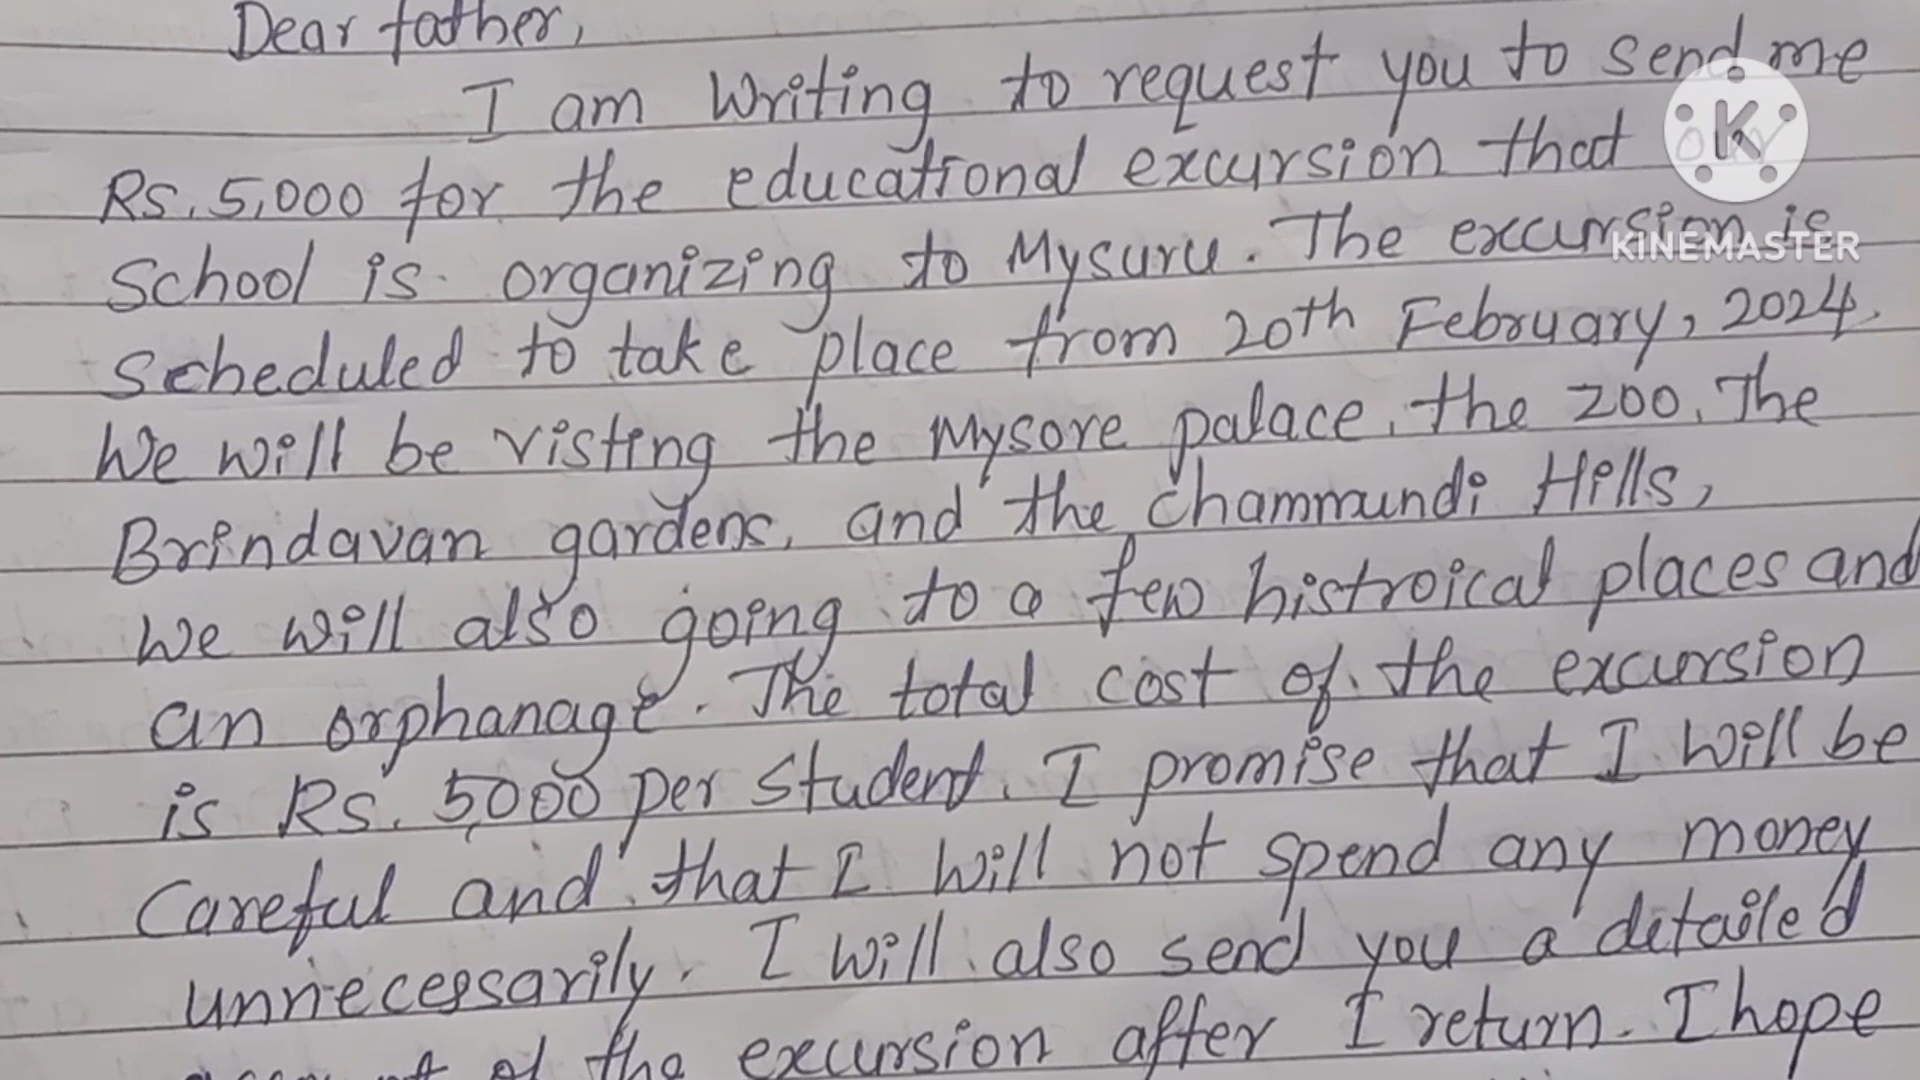 Dear father,
I am Writing to request you to send me
Rs. 5,000 for the educational excursion that our
School is organizing to Mysuru. The excursion is
Scheduled to take place from 20th February, 2024.
We will be visting the Mysore palace, the zoo, The
Brindavan gardens, and the Chammundi Hills,
We will also going to a few histroical places and
an orphanage. The total cost of the excursion
is Rs. 5,000 per student. I promise that I will be
Careful and that I will not spend any money
unnecessarily. I will also send you a ditailed
of the excursion after I return. I hope
K
KINEMASTER